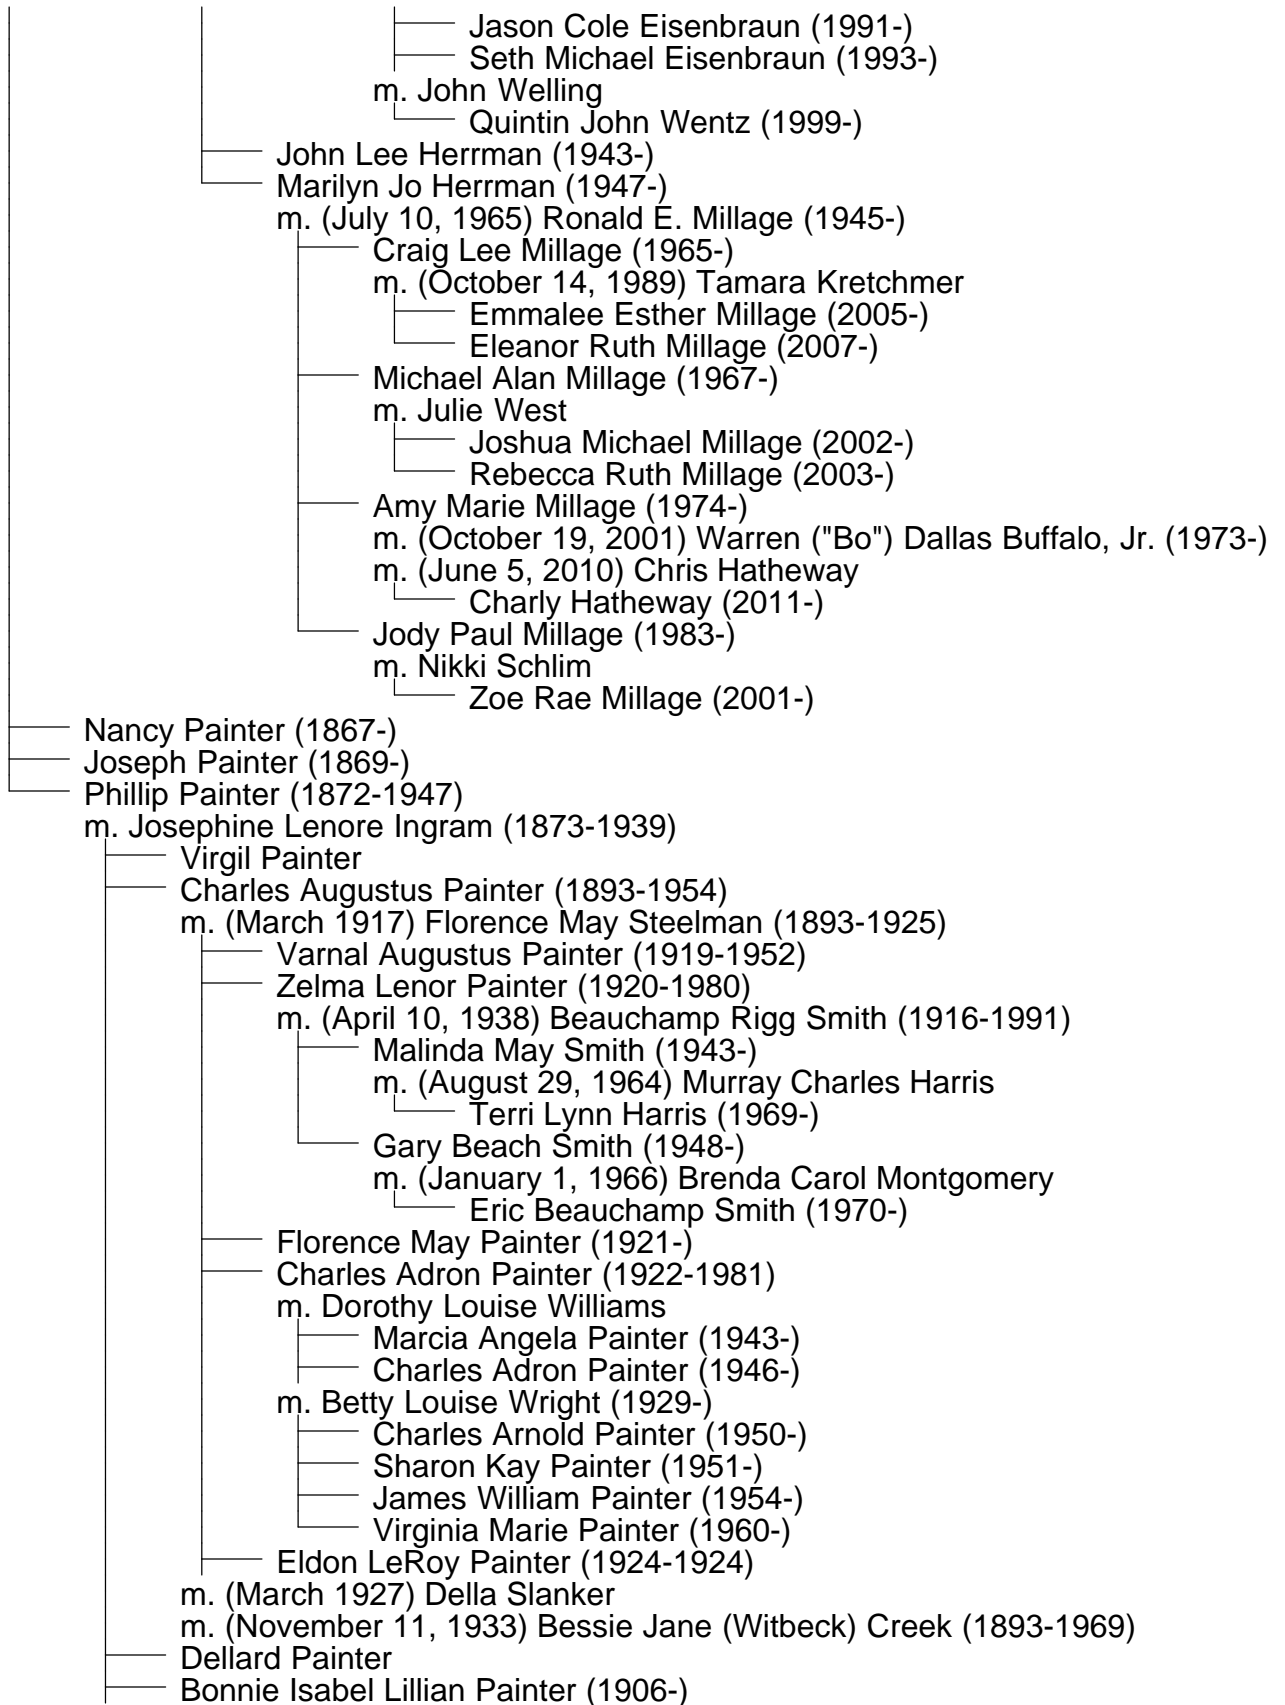 Jason Cole Eisenbraun (1991-)
Seth Michael Eisenbraun (1993-)
m. John Welling
Quintin John Wentz (1999-)
John Lee Herrman (1943-)
Marilyn Jo Herrman (1947-)
m. (July 10, 1965) Ronald E. Millage (1945-)
Craig Lee Millage (1965-)
m. (October 14, 1989) Tamara Kretchmer
Emmalee Esther Millage (2005-)
Eleanor Ruth Millage (2007-)
Michael Alan Millage (1967-)
m. Julie West
Joshua Michael Millage (2002-)
Rebecca Ruth Millage (2003-)
Amy Marie Millage (1974-)
m. (October 19, 2001) Warren ("Bo") Dallas Buffalo, Jr. (1973-)
m. (June 5, 2010) Chris Hatheway
Charly Hatheway (2011-)
Jody Paul Millage (1983-)
m. Nikki Schlim
Zoe Rae Millage (2001-)
Nancy Painter (1867-)
Joseph Painter (1869-)
Phillip Painter (1872-1947)
m. Josephine Lenore Ingram (1873-1939)
Virgil Painter
Charles Augustus Painter (1893-1954)
m. (March 1917) Florence May Steelman (1893-1925)
Varnal Augustus Painter (1919-1952)
Zelma Lenor Painter (1920-1980)
m. (April 10, 1938) Beauchamp Rigg Smith (1916-1991)
Malinda May Smith (1943-)
m. (August 29, 1964) Murray Charles Harris
Terri Lynn Harris (1969-)
Gary Beach Smith (1948-)
m. (January 1, 1966) Brenda Carol Montgomery
Eric Beauchamp Smith (1970-)
Florence May Painter (1921-)
Charles Adron Painter (1922-1981)
m. Dorothy Louise Williams
Marcia Angela Painter (1943-)
Charles Adron Painter (1946-)
m. Betty Louise Wright (1929-)
Charles Arnold Painter (1950-)
Sharon Kay Painter (1951-)
James William Painter (1954-)
Virginia Marie Painter (1960-)
Eldon LeRoy Painter (1924-1924)
m. (March 1927) Della Slanker
m. (November 11, 1933) Bessie Jane (Witbeck) Creek (1893-1969)
Dellard Painter
Bonnie Isabel Lillian Painter (1906-)